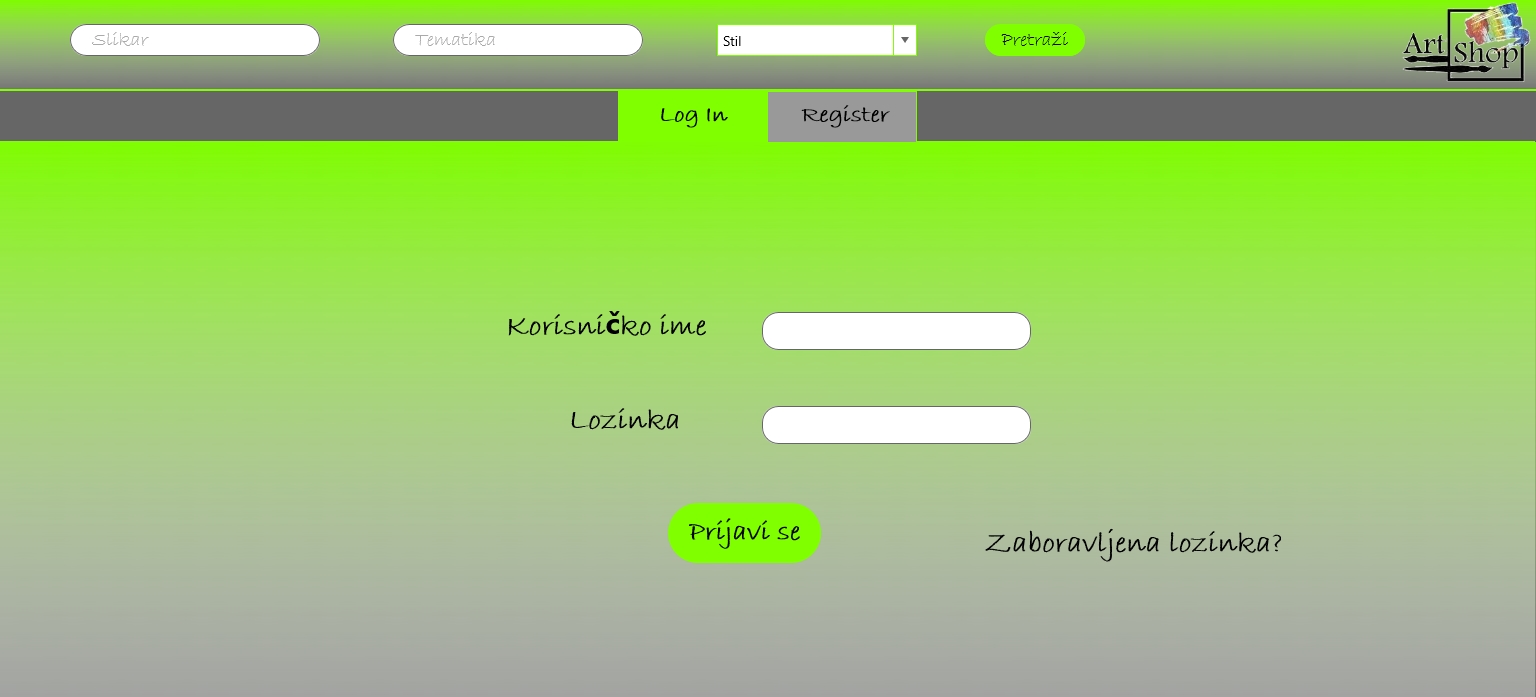 Slikar
Tematika
Stil
Pretraži
Art
Shop
Log In
Register
Korisničko ime
Lozinka
Prijavi se
Zaboravljena lozinka?